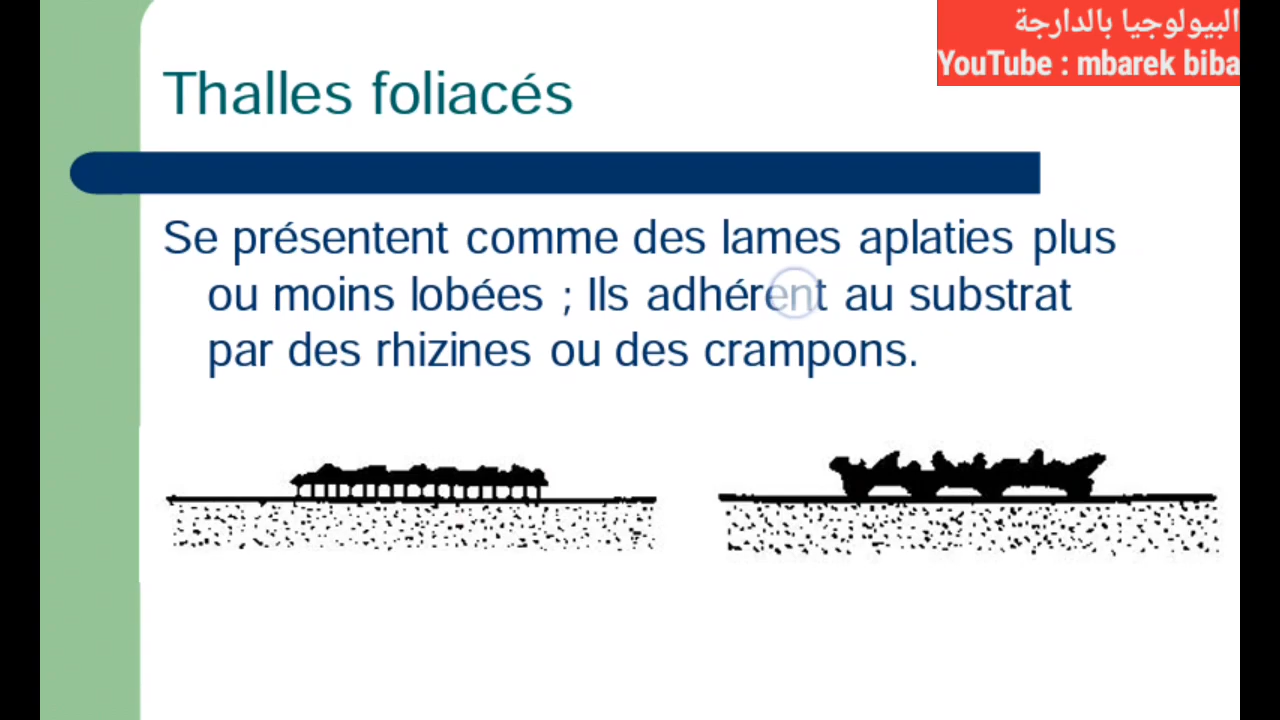 البيولوجيا بالدارجة
YouTube : mbarek biba
Thalles foliacés
Se présentent comme des lames aplaties plus
ou moins lobées ; Ils adhérent au substrat
par des rhizines ou des crampons.